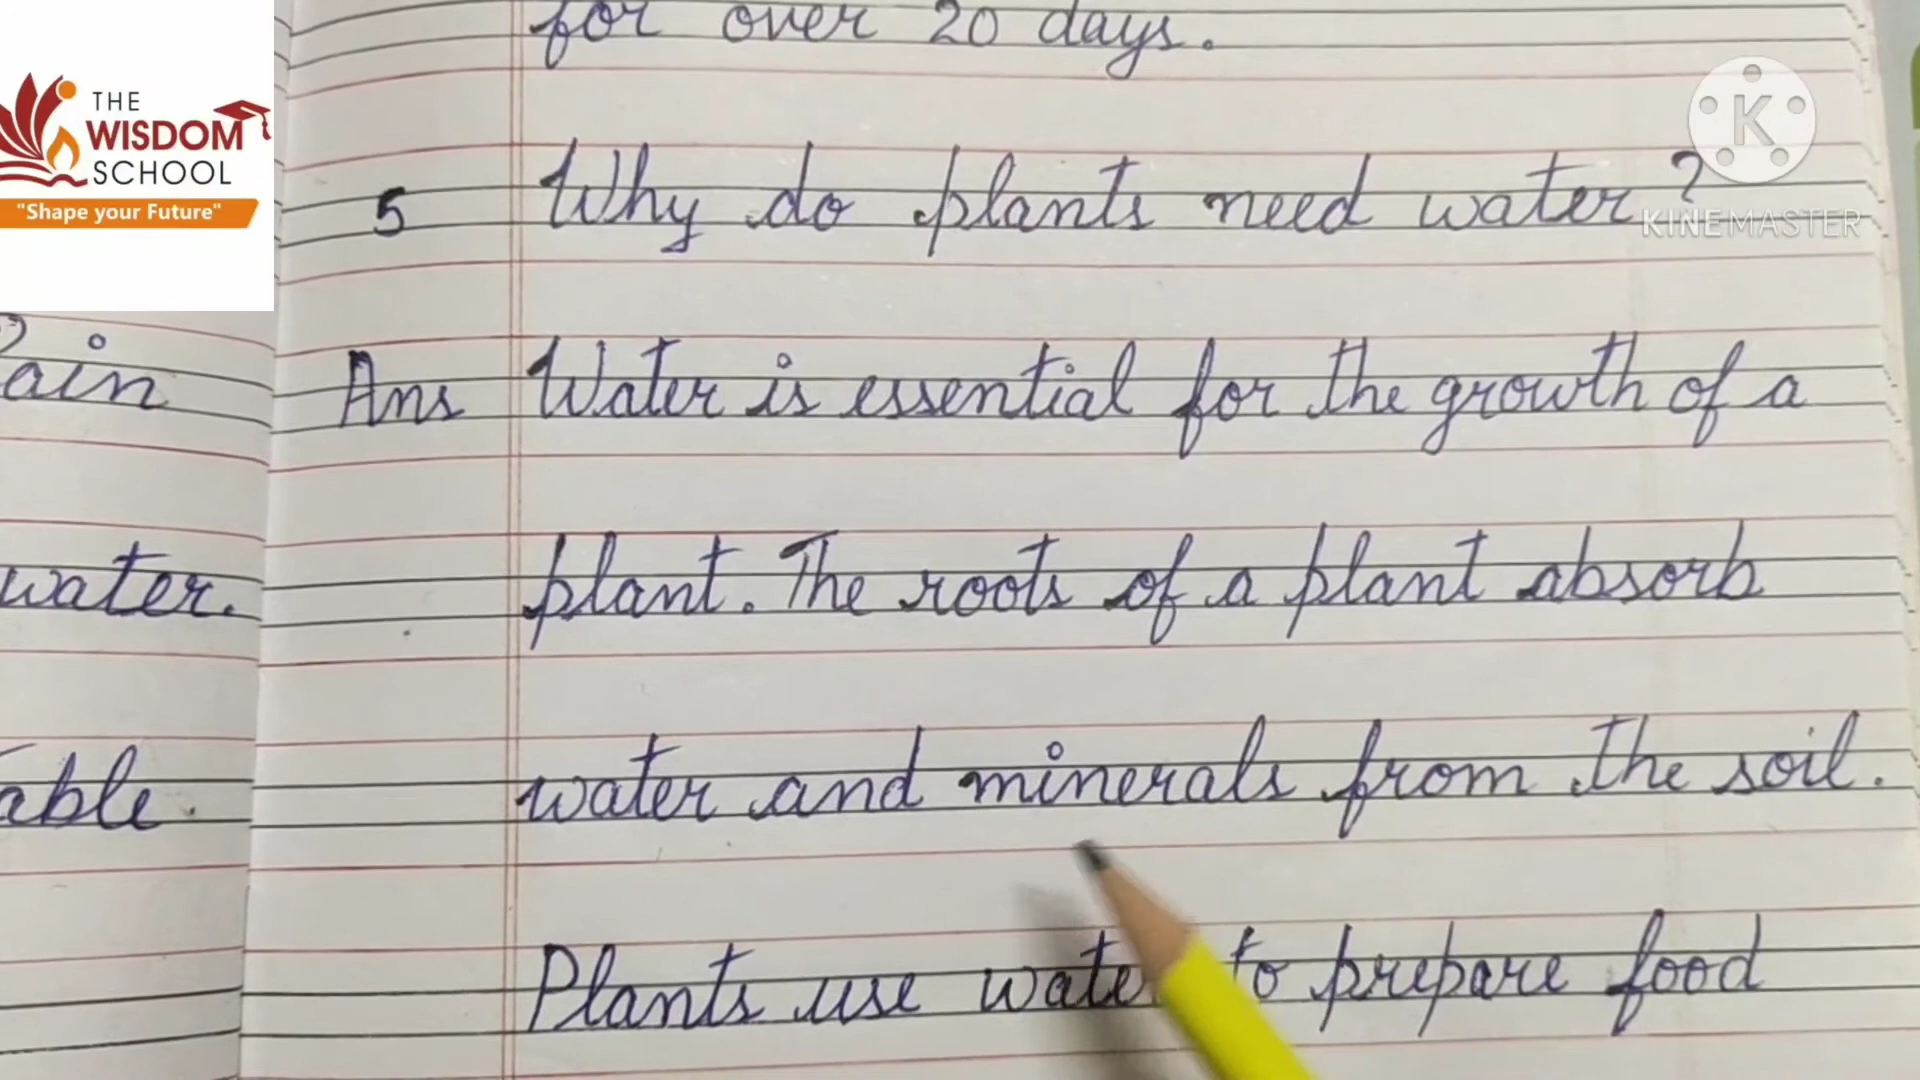 for over 20 days.
THE
WISDOM
SCHOOL
"Shape your Future"
K
KINEMASTER
5 Why do plants need water?
ain
Ans Water is essential for the growth of a
water.
plant. The roots of a plant absorb
able.
water and minerals from the soil.
Plants use water to prepare food